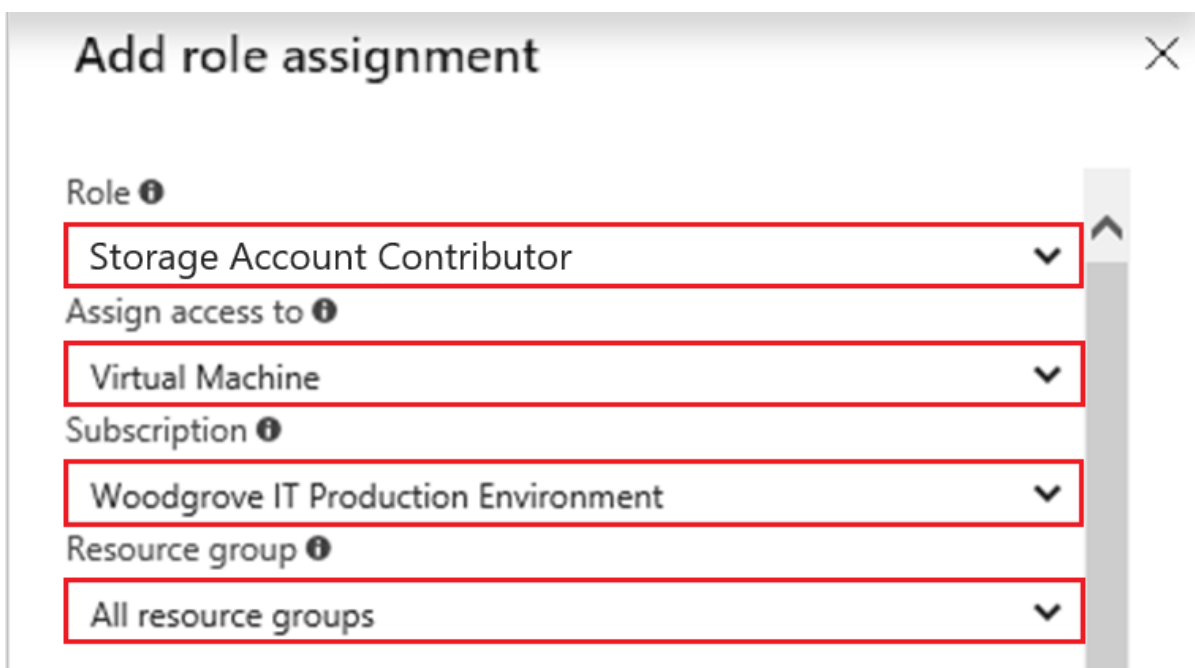 Add role assignment
Role
Storage Account Contributor
Assign access to
Virtual Machine
Subscription
Woodgrove IT Production Environment
Resource group
All resource groups